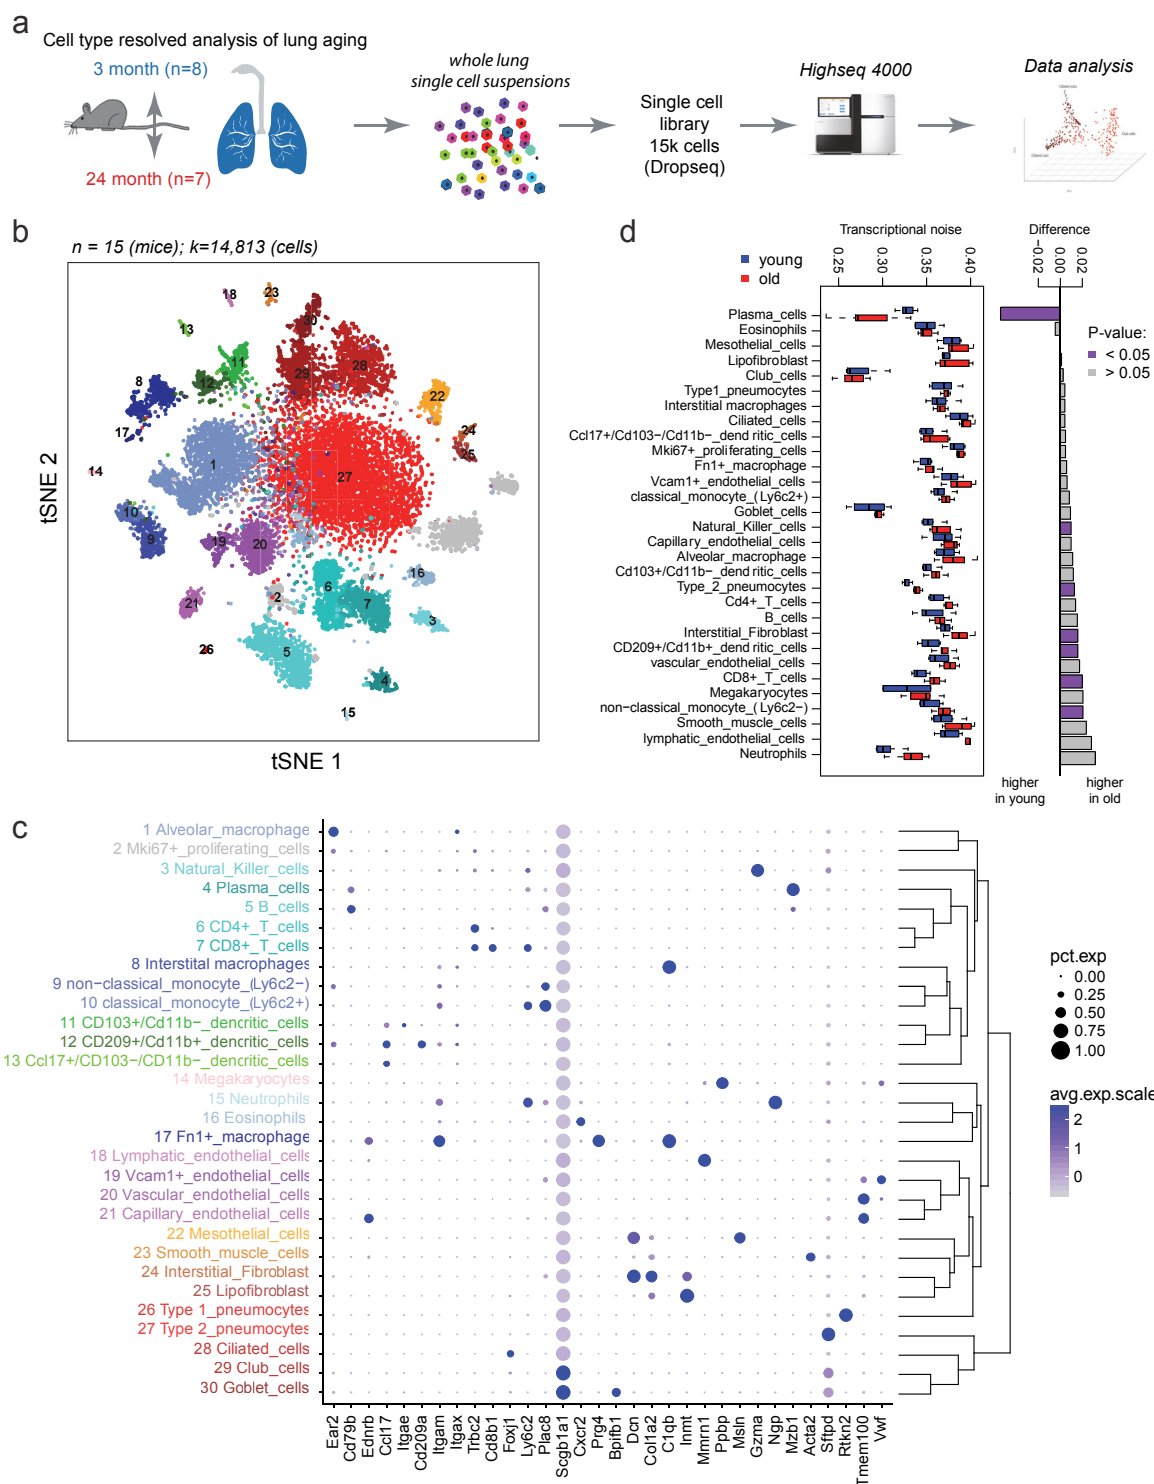 a
Cell type resolved analysis of lung aging
3 month (n=8)
24 month (n=7)
whole lung
single cell suspensions
Single cell
library
15k cells
(Dropseq)
Highseq 4000
Data analysis
b
n = 15 (mice); k=14,813 (cells)
18
23
30
13
11
29
28
8
12
22
17
24
25
1
27
14
10
9
19
20
16
6
2
7
21
3
26
5
4
15
tSNE 2
tSNE 1
d
Transcriptional noise
Difference
young
old
0.25
0.30
0.35
0.40
−0.02
0.00
0.02
P-value:
< 0.05
> 0.05
Plasma_cells
Eosinophils
Mesothelial_cells
Lipofibroblast
Club_cells
Type1_pneumocytes
Interstitial macrophages
Ciliated_cells
Ccl17+/Cd103−/Cd11b−_dend ritic_cells
Mki67+_proliferating_cells
Fn1+_macrophage
Vcam1+_endothelial_cells
classical_monocyte_(Ly6c2+)
Goblet_cells
Natural_Killer_cells
Capillary_endothelial_cells
Alveolar_macrophage
Cd103+/Cd11b−_dend ritic_cells
Type_2_pneumocytes
Cd4+_T_cells
B_cells
Interstitial_Fibroblast
CD209+/Cd11b+_dend ritic_cells
vascular_endothelial_cells
CD8+_T_cells
Megakaryocytes
non−classical_monocyte_(Ly6c2−)
Smooth_muscle_cells
lymphatic_endothelial_cells
Neutrophils
higher
in young
higher
in old
c
1 Alveolar_macrophage
2 Mki67+_proliferating_cells
3 Natural_Killer_cells
4 Plasma_cells
5 B_cells
6 CD4+_T_cells
7 CD8+_T_cells
8 Interstital macrophages
9 non−classical_monocyte_(Ly6c2−)
10 classical_monocyte_(Ly6c2+)
11 CD103+/Cd11b−_dencritic_cells
12 CD209+/Cd11b+_dencritic_cells
13 Ccl17+/CD103−/CD11b−_dencritic_cells
14 Megakaryocytes
15 Neutrophils
16 Eosinophils
17 Fn1+_macrophage
18 Lymphatic_endothelial_cells
19 Vcam1+_endothelial_cells
20 Vascular_endothelial_cells
21 Capillary_endothelial_cells
22 Mesothelial_cells
23 Smooth_muscle_cells
24 Interstitial_Fibroblast
25 Lipofibroblast
26 Type 1_pneumocytes
27 Type 2_pneumocytes
28 Ciliated_cells
29 Club_cells
30 Goblet_cells
Ear2
Cd79b
Ednrb
Ccl17
Itgae
Cd209a
Itgam
Itgax
Trbc2
Cd8b1
Foxj1
Ly6c2
Plac8
Scgb1a1
Cxcr2
Prg4
Bpifb1
Dcn
Col1a2
C1qb
Inmt
Mmrn1
Ppbp
Msln
Gzma
Ngp
Mzb1
Acta2
Sftpd
Rtkn2
Tmem100
Vwf
pct.exp
0.00
0.25
0.50
0.75
1.00
avg.exp.scale
2
1
0